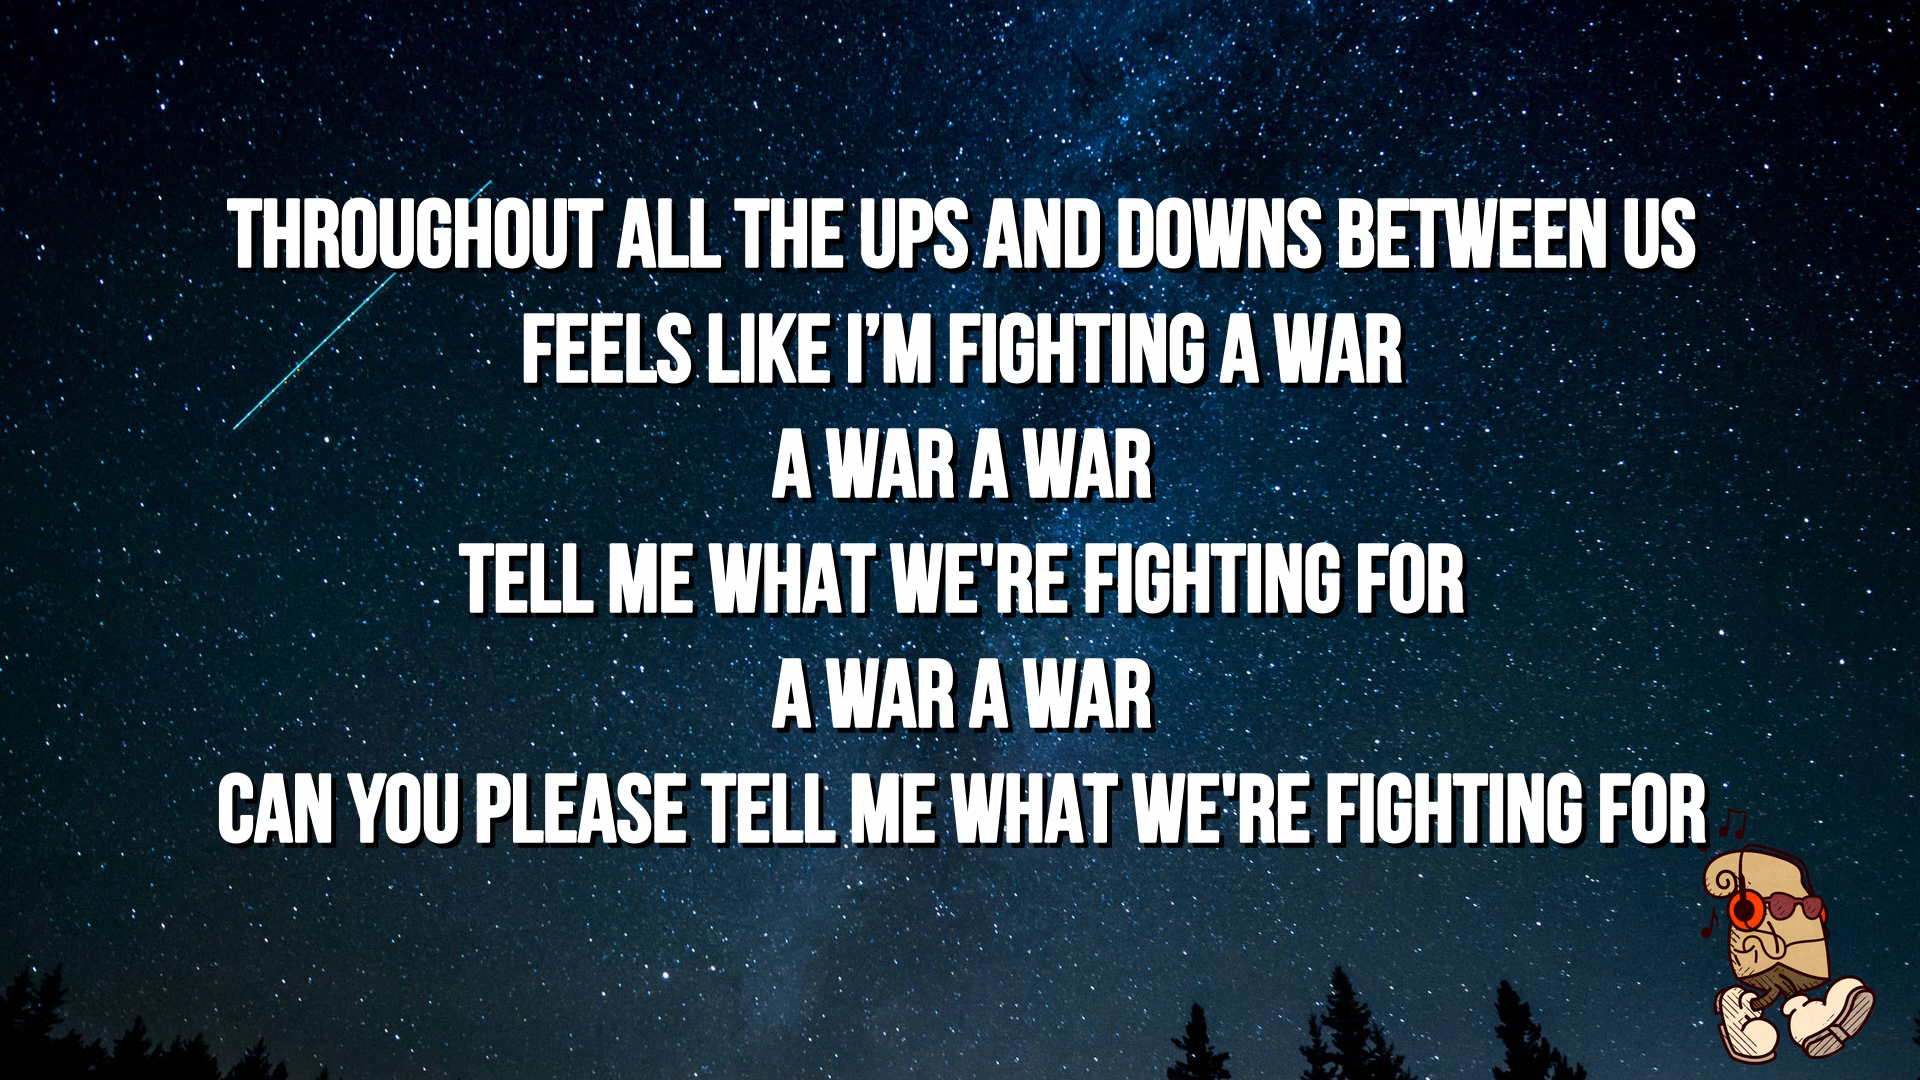 THROUGHOUT ALL THE UPS AND DOWNS BETWEEN US
FEELS LIKE I’M FIGHTING A WAR
A WAR A WAR
TELL ME WHAT WE'RE FIGHTING FOR
A WAR A WAR
CAN YOU PLEASE TELL ME WHAT WE'RE FIGHTING FOR